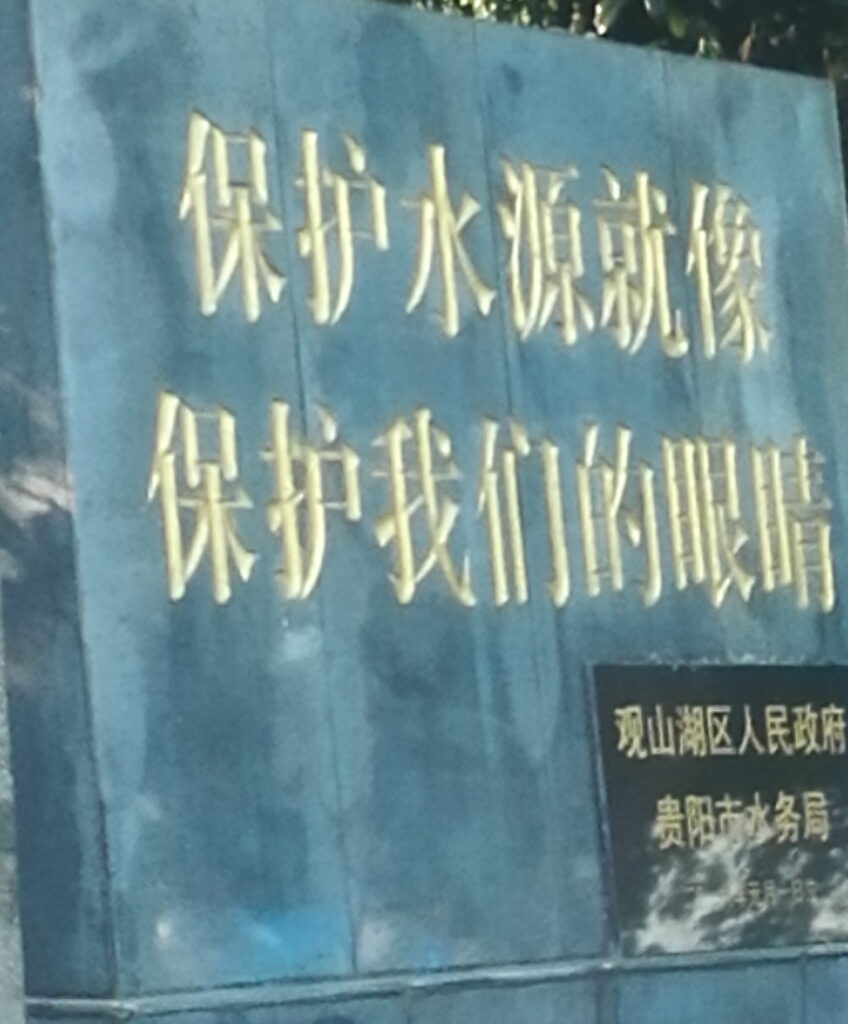 保护水源就像
保护我们的眼睛
观山湖区人民政府
贵阳市水务局